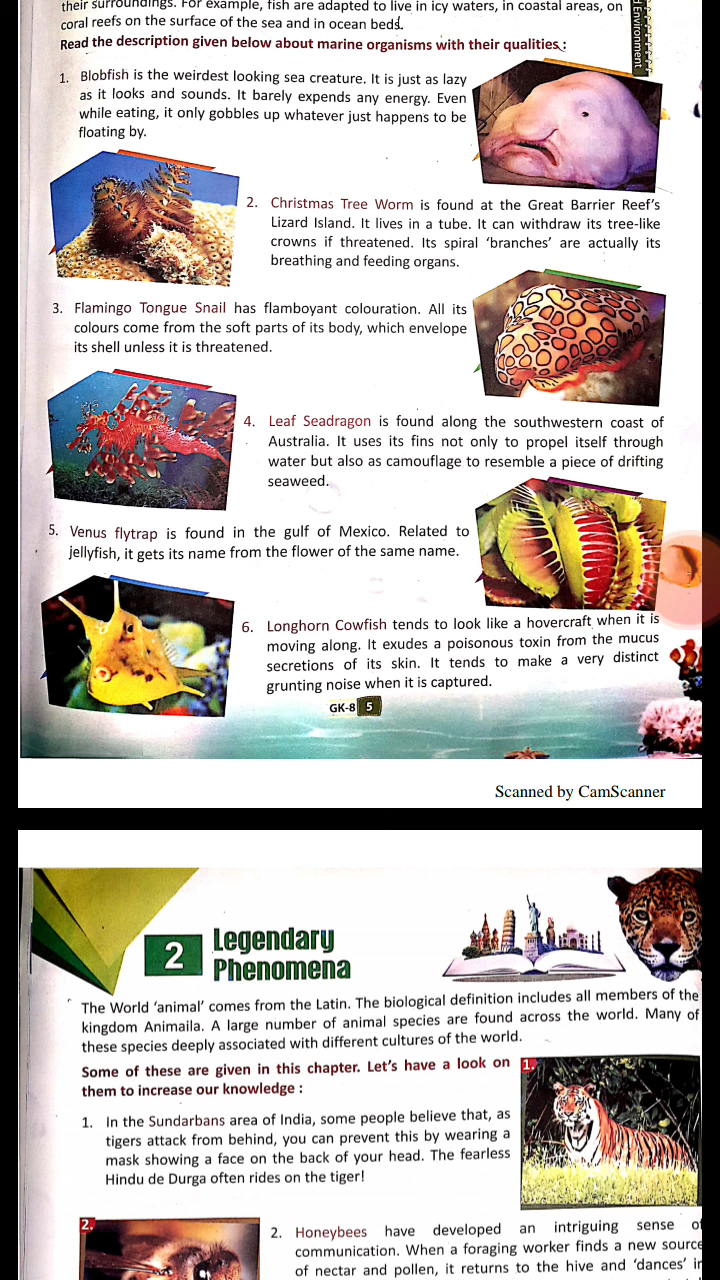 their surroundings. For example, fish are adapted to live in icy waters, in coastal areas, on
coral reefs on the surface of the sea and in ocean beds.
Read the description given below about marine organisms with their qualities :
Environment
1. Blobfish is the weirdest looking sea creature. It is just as lazy
as it looks and sounds. It barely expends any energy. Even
while eating, it only gobbles up whatever just happens to be
floating by.
2. Christmas Tree Worm is found at the Great Barrier Reef's
Lizard Island. It lives in a tube. It can withdraw its tree-like
crowns if threatened. Its spiral 'branches' are actually its
breathing and feeding organs.
3. Flamingo Tongue Snail has flamboyant colouration. All its
colours come from the soft parts of its body, which envelope
its shell unless it is threatened.
4. Leaf Seadragon is found along the southwestern coast of
Australia. It uses its fins not only to propel itself through
water but also as camouflage to resemble a piece of drifting
seaweed.
5. Venus flytrap is found in the gulf of Mexico. Related to
jellyfish, it gets its name from the flower of the same name.
6. Longhorn Cowfish tends to look like a hovercraft when it is
moving along. It exudes a poisonous toxin from the mucus
secretions of its skin. It tends to make a very distinct
grunting noise when it is captured.
GK-8 5
Scanned by CamScanner
2 Legendary
Phenomena
The World 'animal' comes from the Latin. The biological definition includes all members of the
kingdom Animaila. A large number of animal species are found across the world. Many of
these species deeply associated with different cultures of the world.
Some of these are given in this chapter. Let's have a look on
them to increase our knowledge :
1.
1. In the Sundarbans area of India, some people believe that, as
tigers attack from behind, you can prevent this by wearing a
mask showing a face on the back of your head. The fearless
Hindu de Durga often rides on the tiger!
2.
2. Honeybees have developed an intriguing sense of
communication. When a foraging worker finds a new source
of nectar and pollen, it returns to the hive and 'dances' in